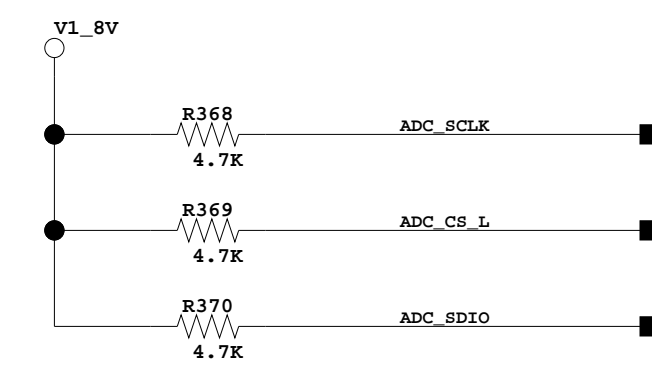 V1_8V
R368
ADC_SCLK
4.7K
R369
ADC_CS_L
4.7K
R370
ADC_SDIO
4.7K